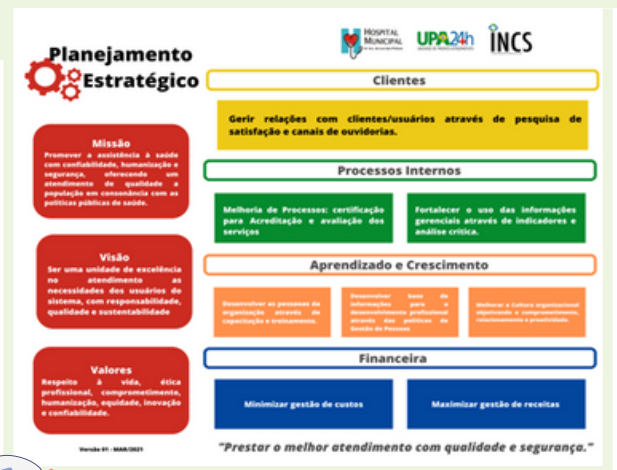 Planejamento
Estratégico
HOSPITAL
MUNICIPAL
UPA24h
INCS
Missão
Promover a assistência à saúde
com confiabilidade, humanização e
segurança, oferecendo um
atendimento de qualidade a
população em consonância com as
políticas públicas de saúde.
Visão
Ser uma unidade de excelência
no atendimento as
necessidades dos usuários do
sistema, com responsabilidade,
qualidade e sustentabilidade
Valores
Respeito à vida, ética
profissional, comprometimento,
humanização, equidade, inovação
e confiabilidade.
Versão 01 - MAR/2021
Clientes
Gerir relações com clientes/usuários através de pesquisa de
satisfação e canais de ouvidorias.
Processos Internos
Melhoria de Processos: certificação
para Acreditação e avaliação dos
serviços
Fortalecer o uso das informações
gerenciais através de indicadores e
análise crítica.
Aprendizado e Crescimento
Desenvolver as pessoas da
organização através de
capacitação e treinamento.
Desenvolver base de
informações para o
desenvolvimento profissional
através das políticas de
Gestão de Pessoas
Melhorar a Cultura organizacional
objetivando o comprometimento,
relacionamento e proatividade.
Financeira
Minimizar gestão de custos
Maximizar gestão de receitas
"Prestar o melhor atendimento com qualidade e segurança."